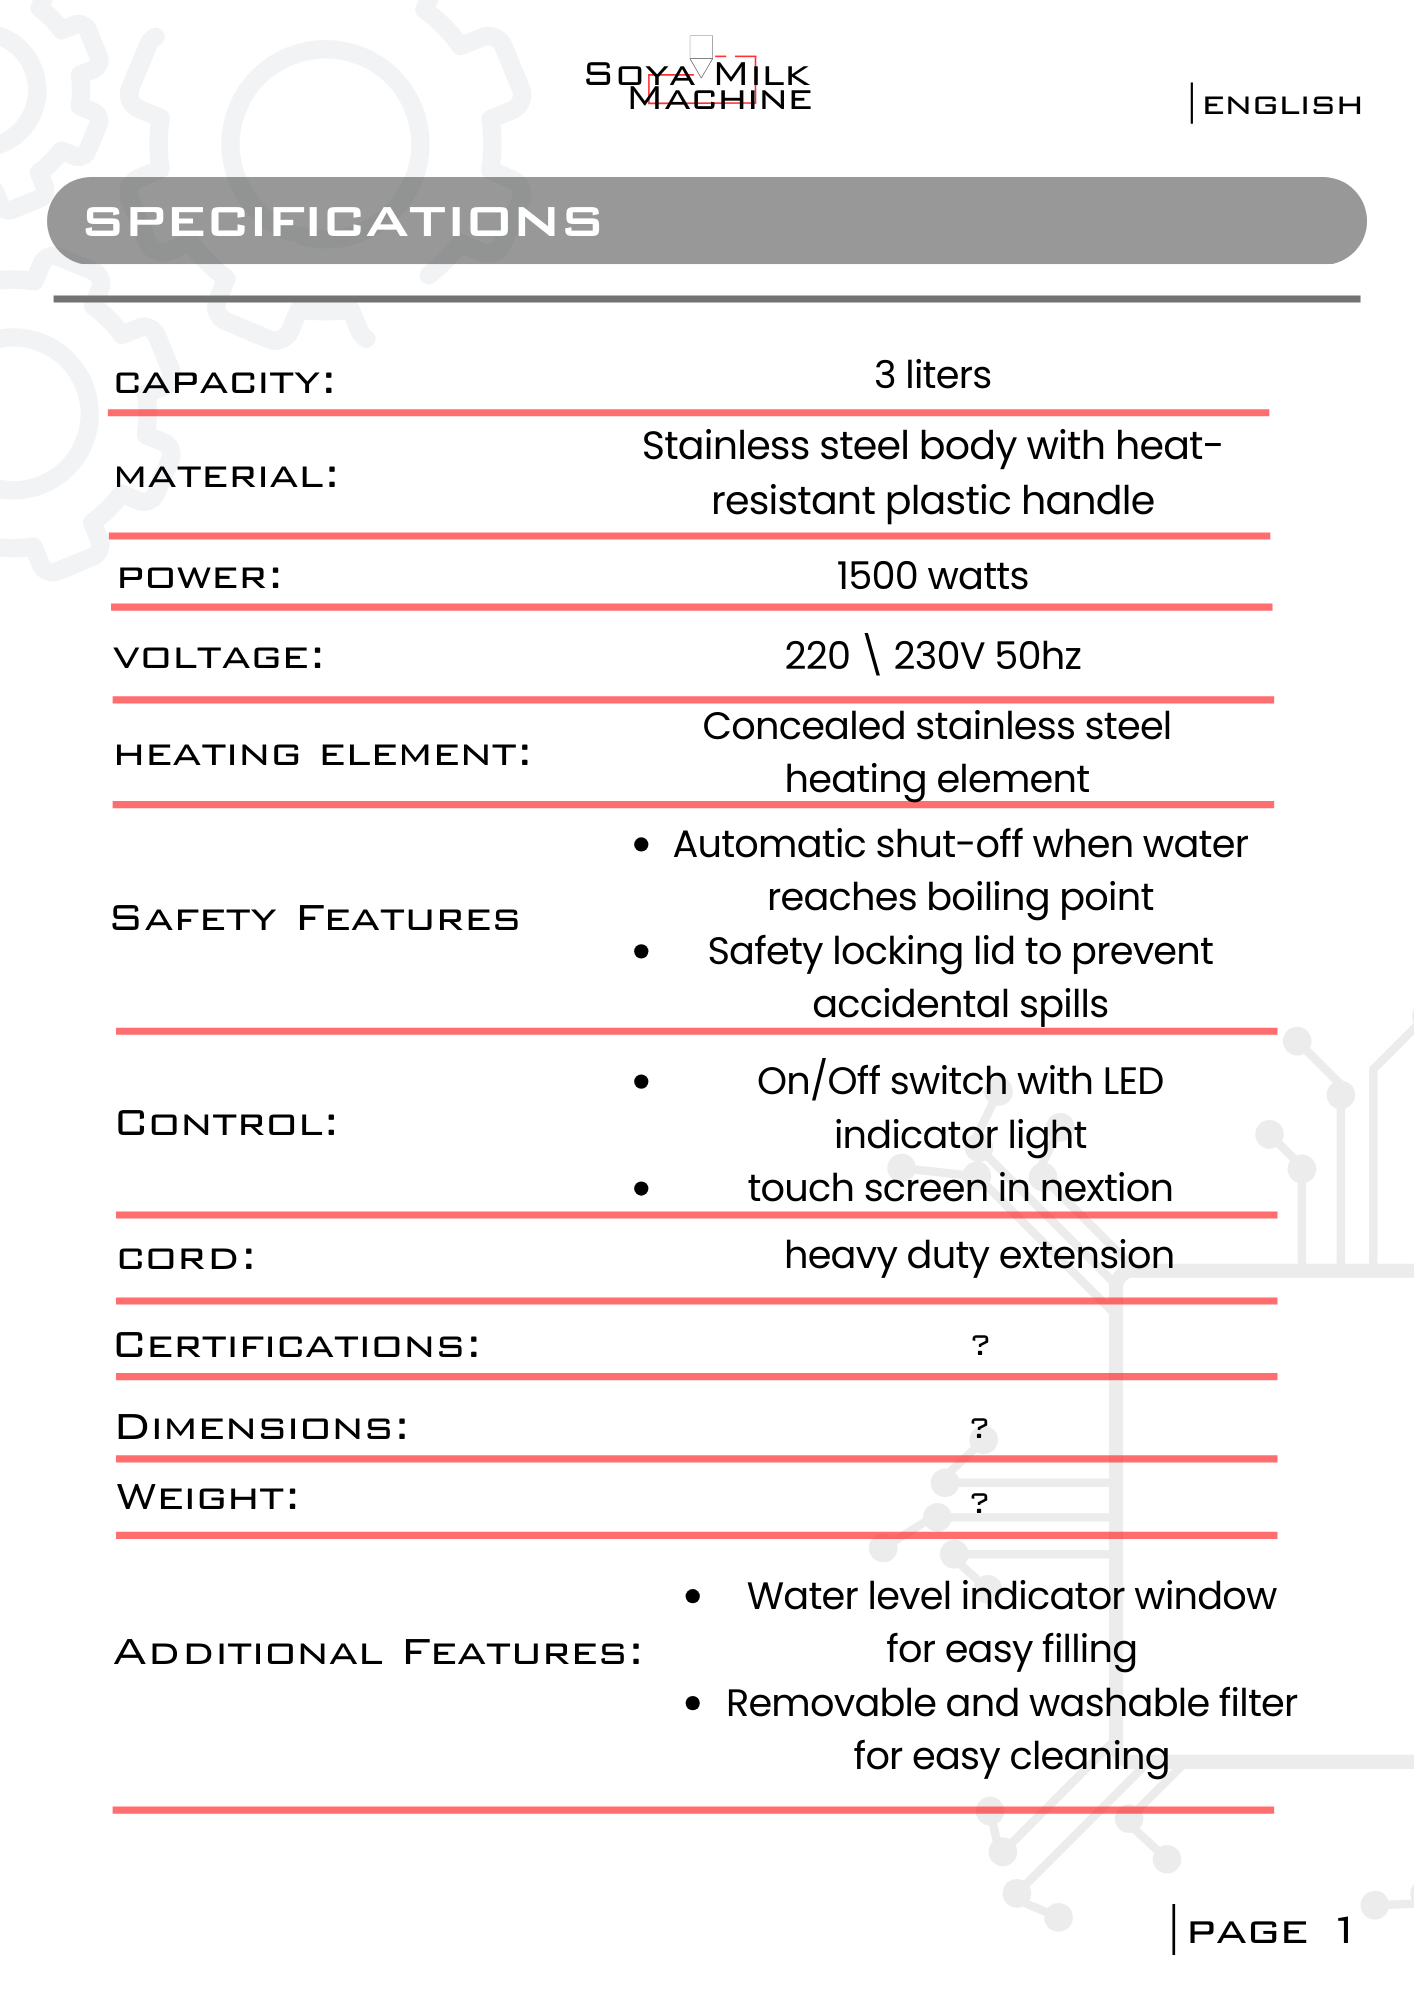 SOYA MILK
MACHINE
ENGLISH
SPECIFICATIONS
CAPACITY:
3 liters
MATERIAL:
Stainless steel body with heat-
resistant plastic handle
POWER:
1500 watts
VOLTAGE:
220 \ 230V 50hz
HEATING ELEMENT:
Concealed stainless steel
heating element
SAFETY FEATURES
• Automatic shut-off when water
reaches boiling point
• Safety locking lid to prevent
accidental spills
CONTROL:
• On/Off switch with LED
indicator light
• touch screen in nextion
CORD:
heavy duty extension
CERTIFICATIONS:
?
DIMENSIONS:
?
WEIGHT:
?
ADDITIONAL FEATURES:
• Water level indicator window
for easy filling
• Removable and washable filter
for easy cleaning
PAGE 1